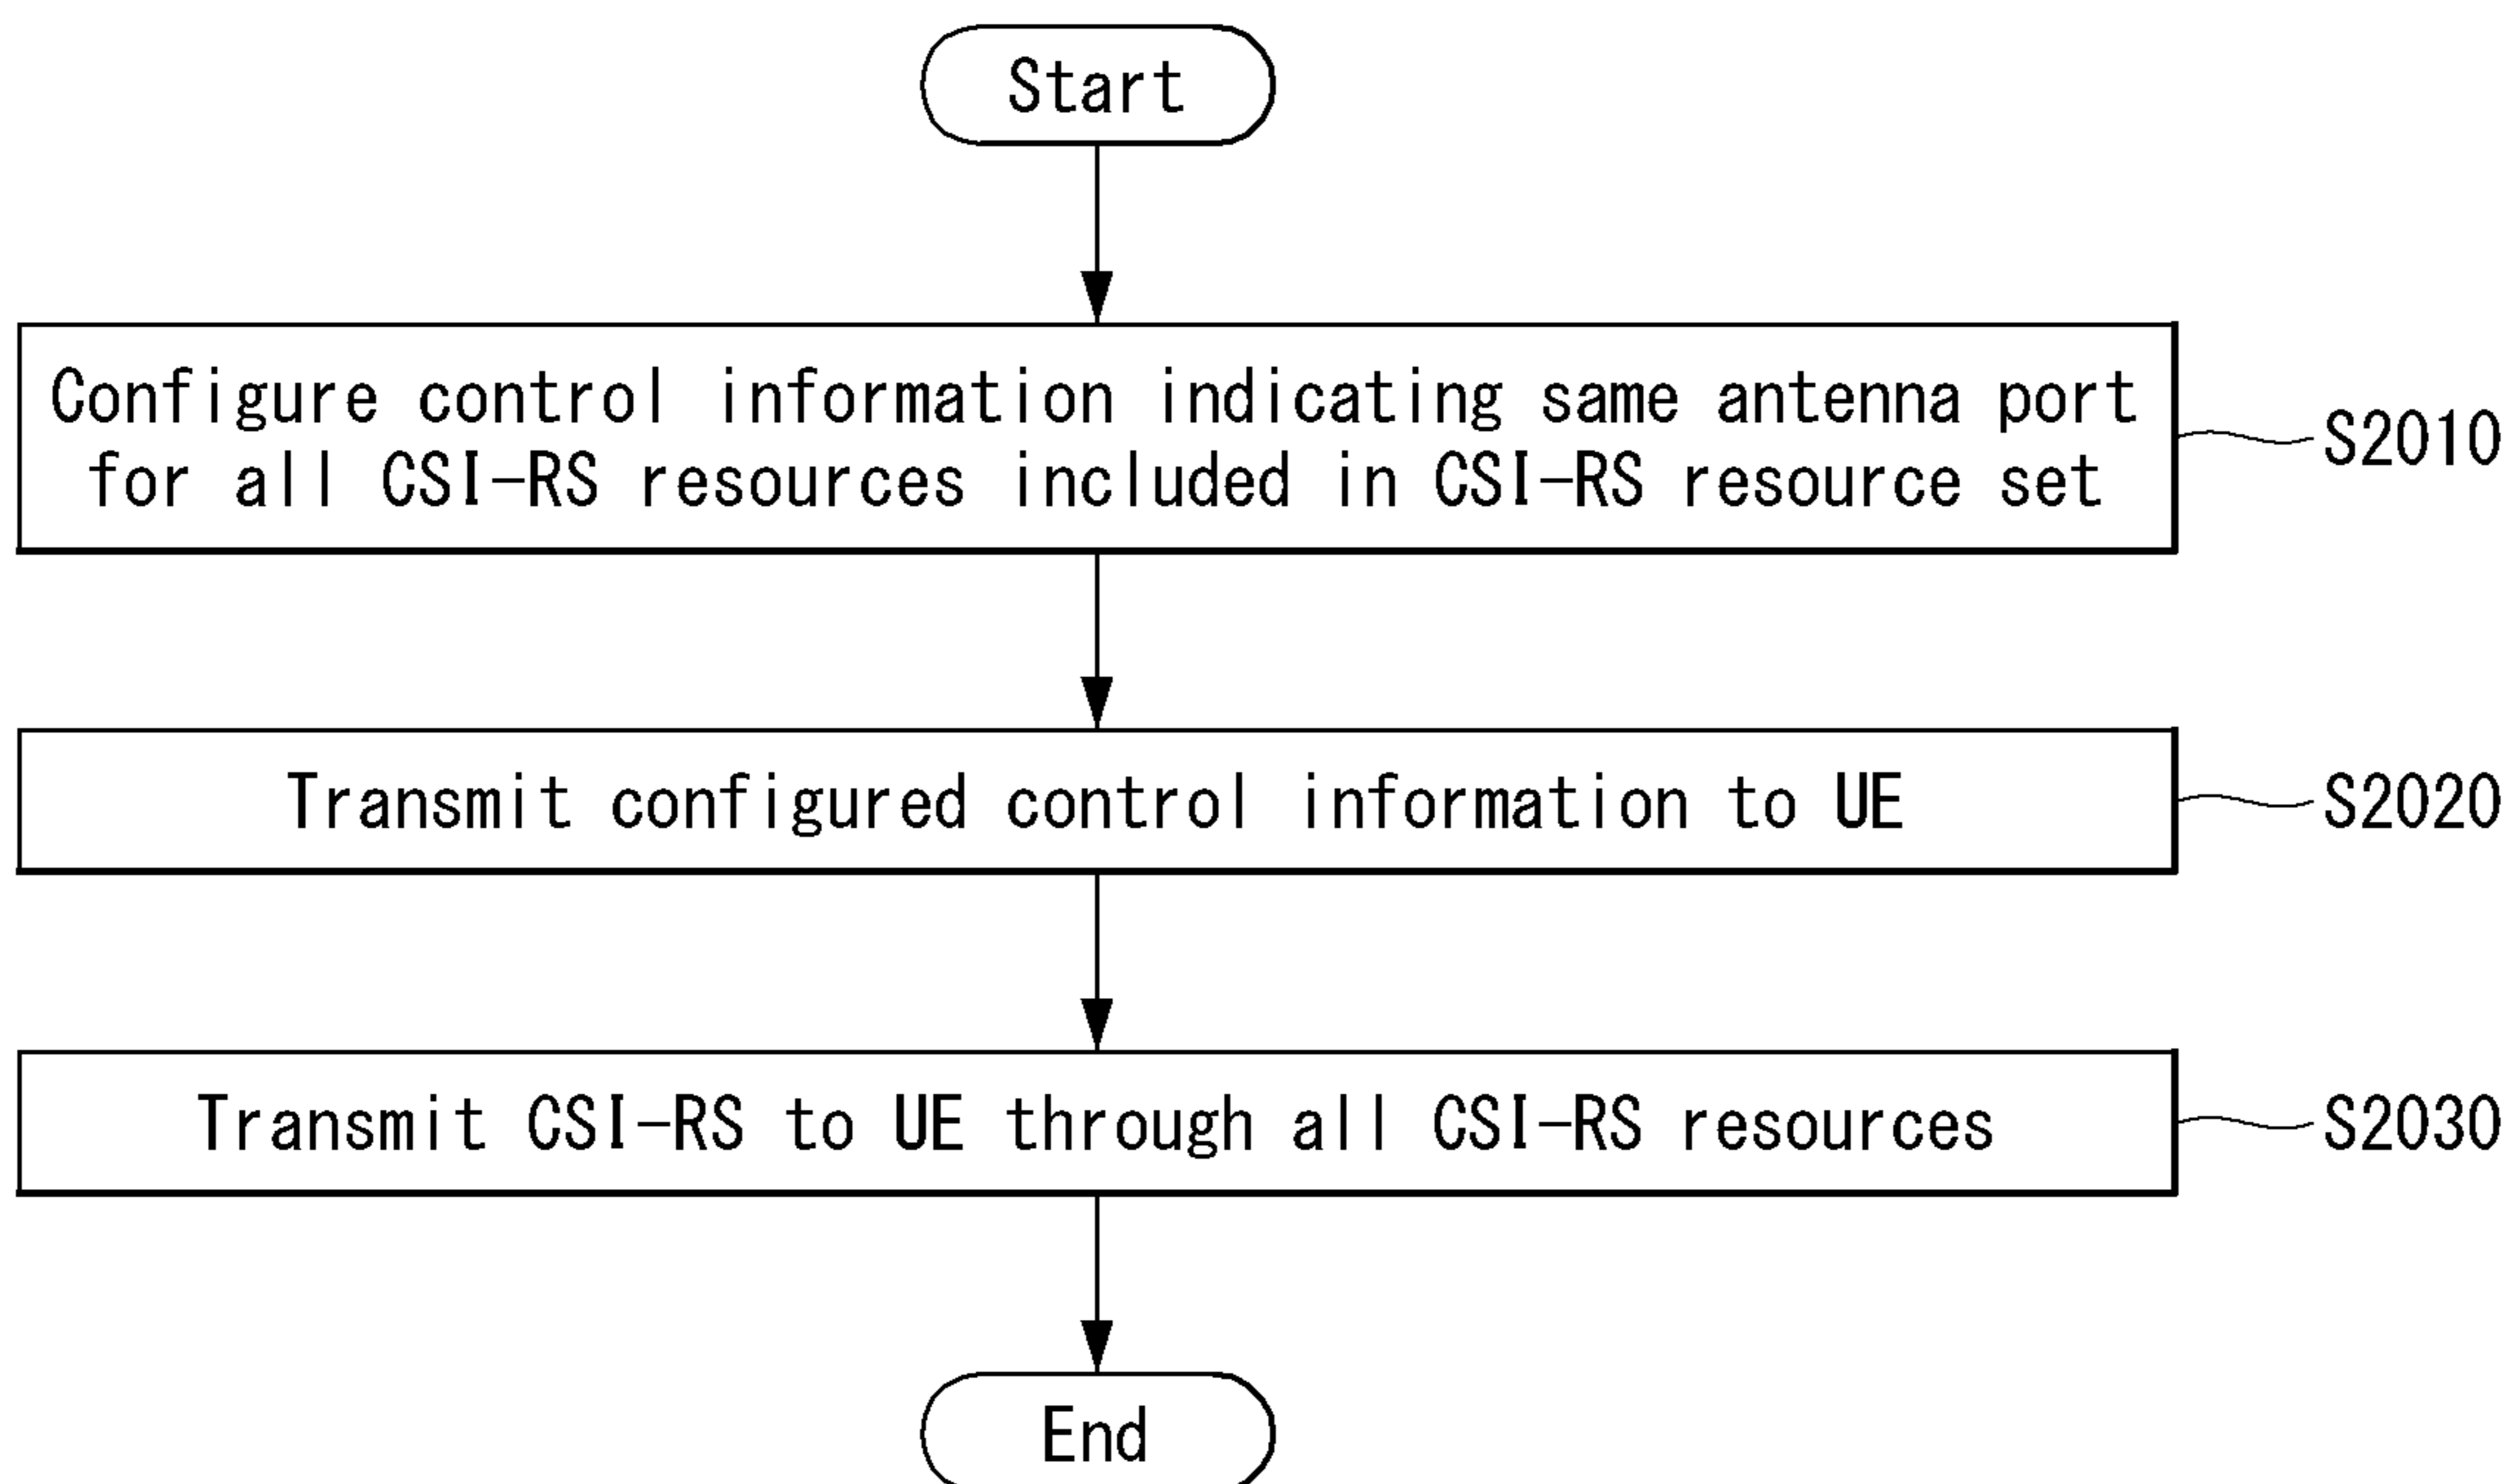 Start
Configure control information indicating same antenna port
for all CSI-RS resources included in CSI-RS resource set
S2010
Transmit configured control information to UE
S2020
Transmit CSI-RS to UE through all CSI-RS resources
S2030
End